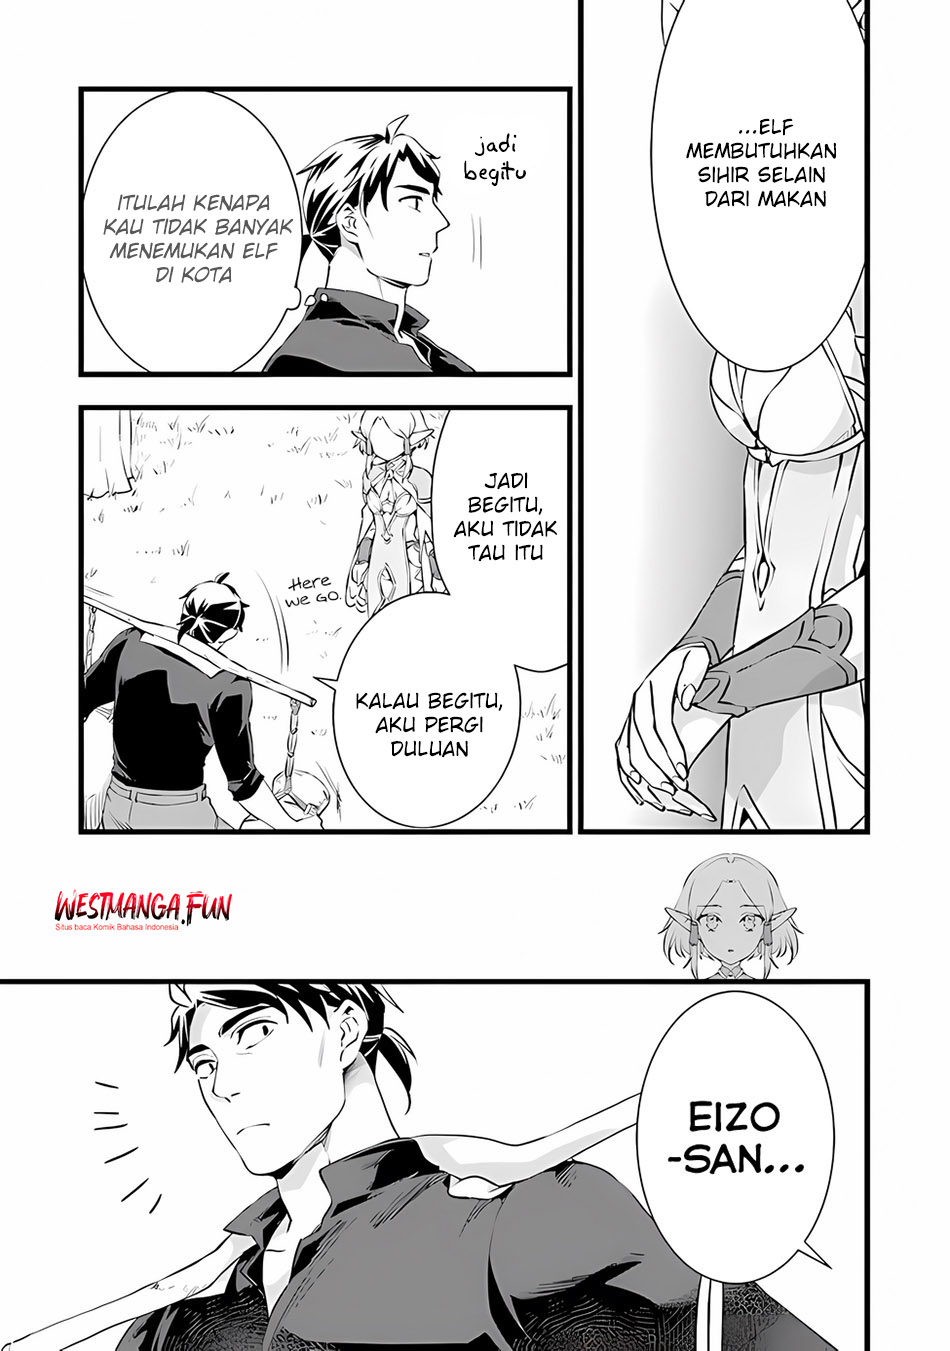 ...ELF
MEMBUTUHKAN
SIHIR SELAIN
DARI MAKAN
jadi
begitu
ITULAH KENAPA
KAU TIDAK BANYAK
MENEMUKAN ELF
DI KOTA
JADI
BEGITU,
AKU TIDAK
TAU ITU
Here
we go.
KALAU BEGITU,
AKU PERGI
DULUAN
WESTMANGA.FUN
Situs baca Komik Bahasa Indonesia
EIZO
-SAN...